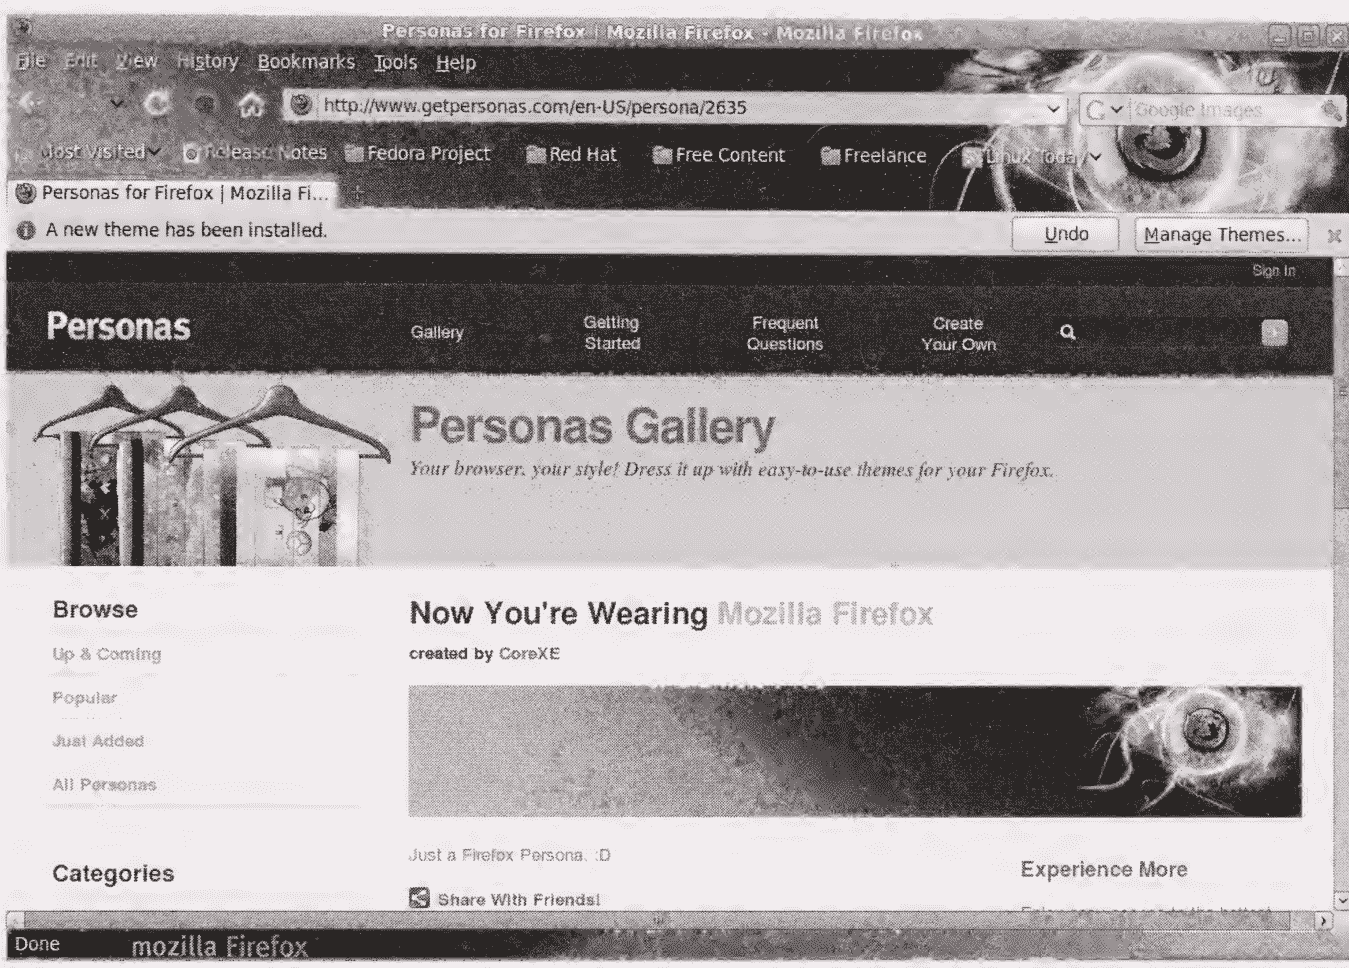 Personas for Firefox | Mozilla Firefox - Mozilla Firefox
File Edit View History Bookmarks Tools Help
http://www.getpersonas.com/en-US/persona/2635
Google Images
Most Visited Release Notes Fedora Project Red Hat Free Content Freelance Linux Today
Personas for Firefox | Mozilla Fi...
A new theme has been installed. Undo Manage Themes...
Sign In
Personas Gallery Getting Started Frequent Questions Create Your Own
Personas Gallery
Your browser, your style! Dress it up with easy-to-use themes for your Firefox.
Browse
Up & Coming
Popular
Just Added
All Personas
Categories
Now You're Wearing Mozilla Firefox
created by CoreXE
Just a Firefox Persona. :D
Share With Friends!
Experience More
Done mozilla Firefox